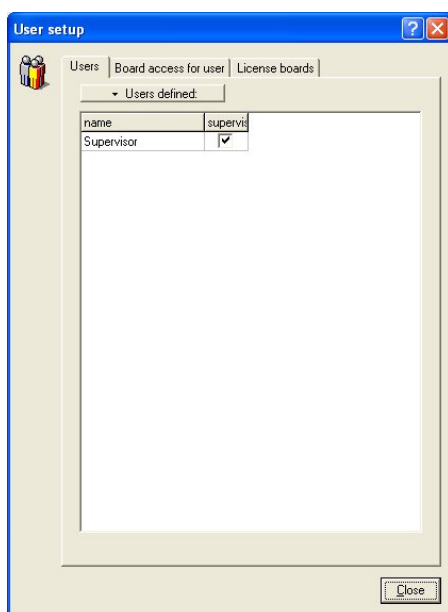 User setup
Users Board access for user License boards
Users defined:
name supervis
Supervisor
Close